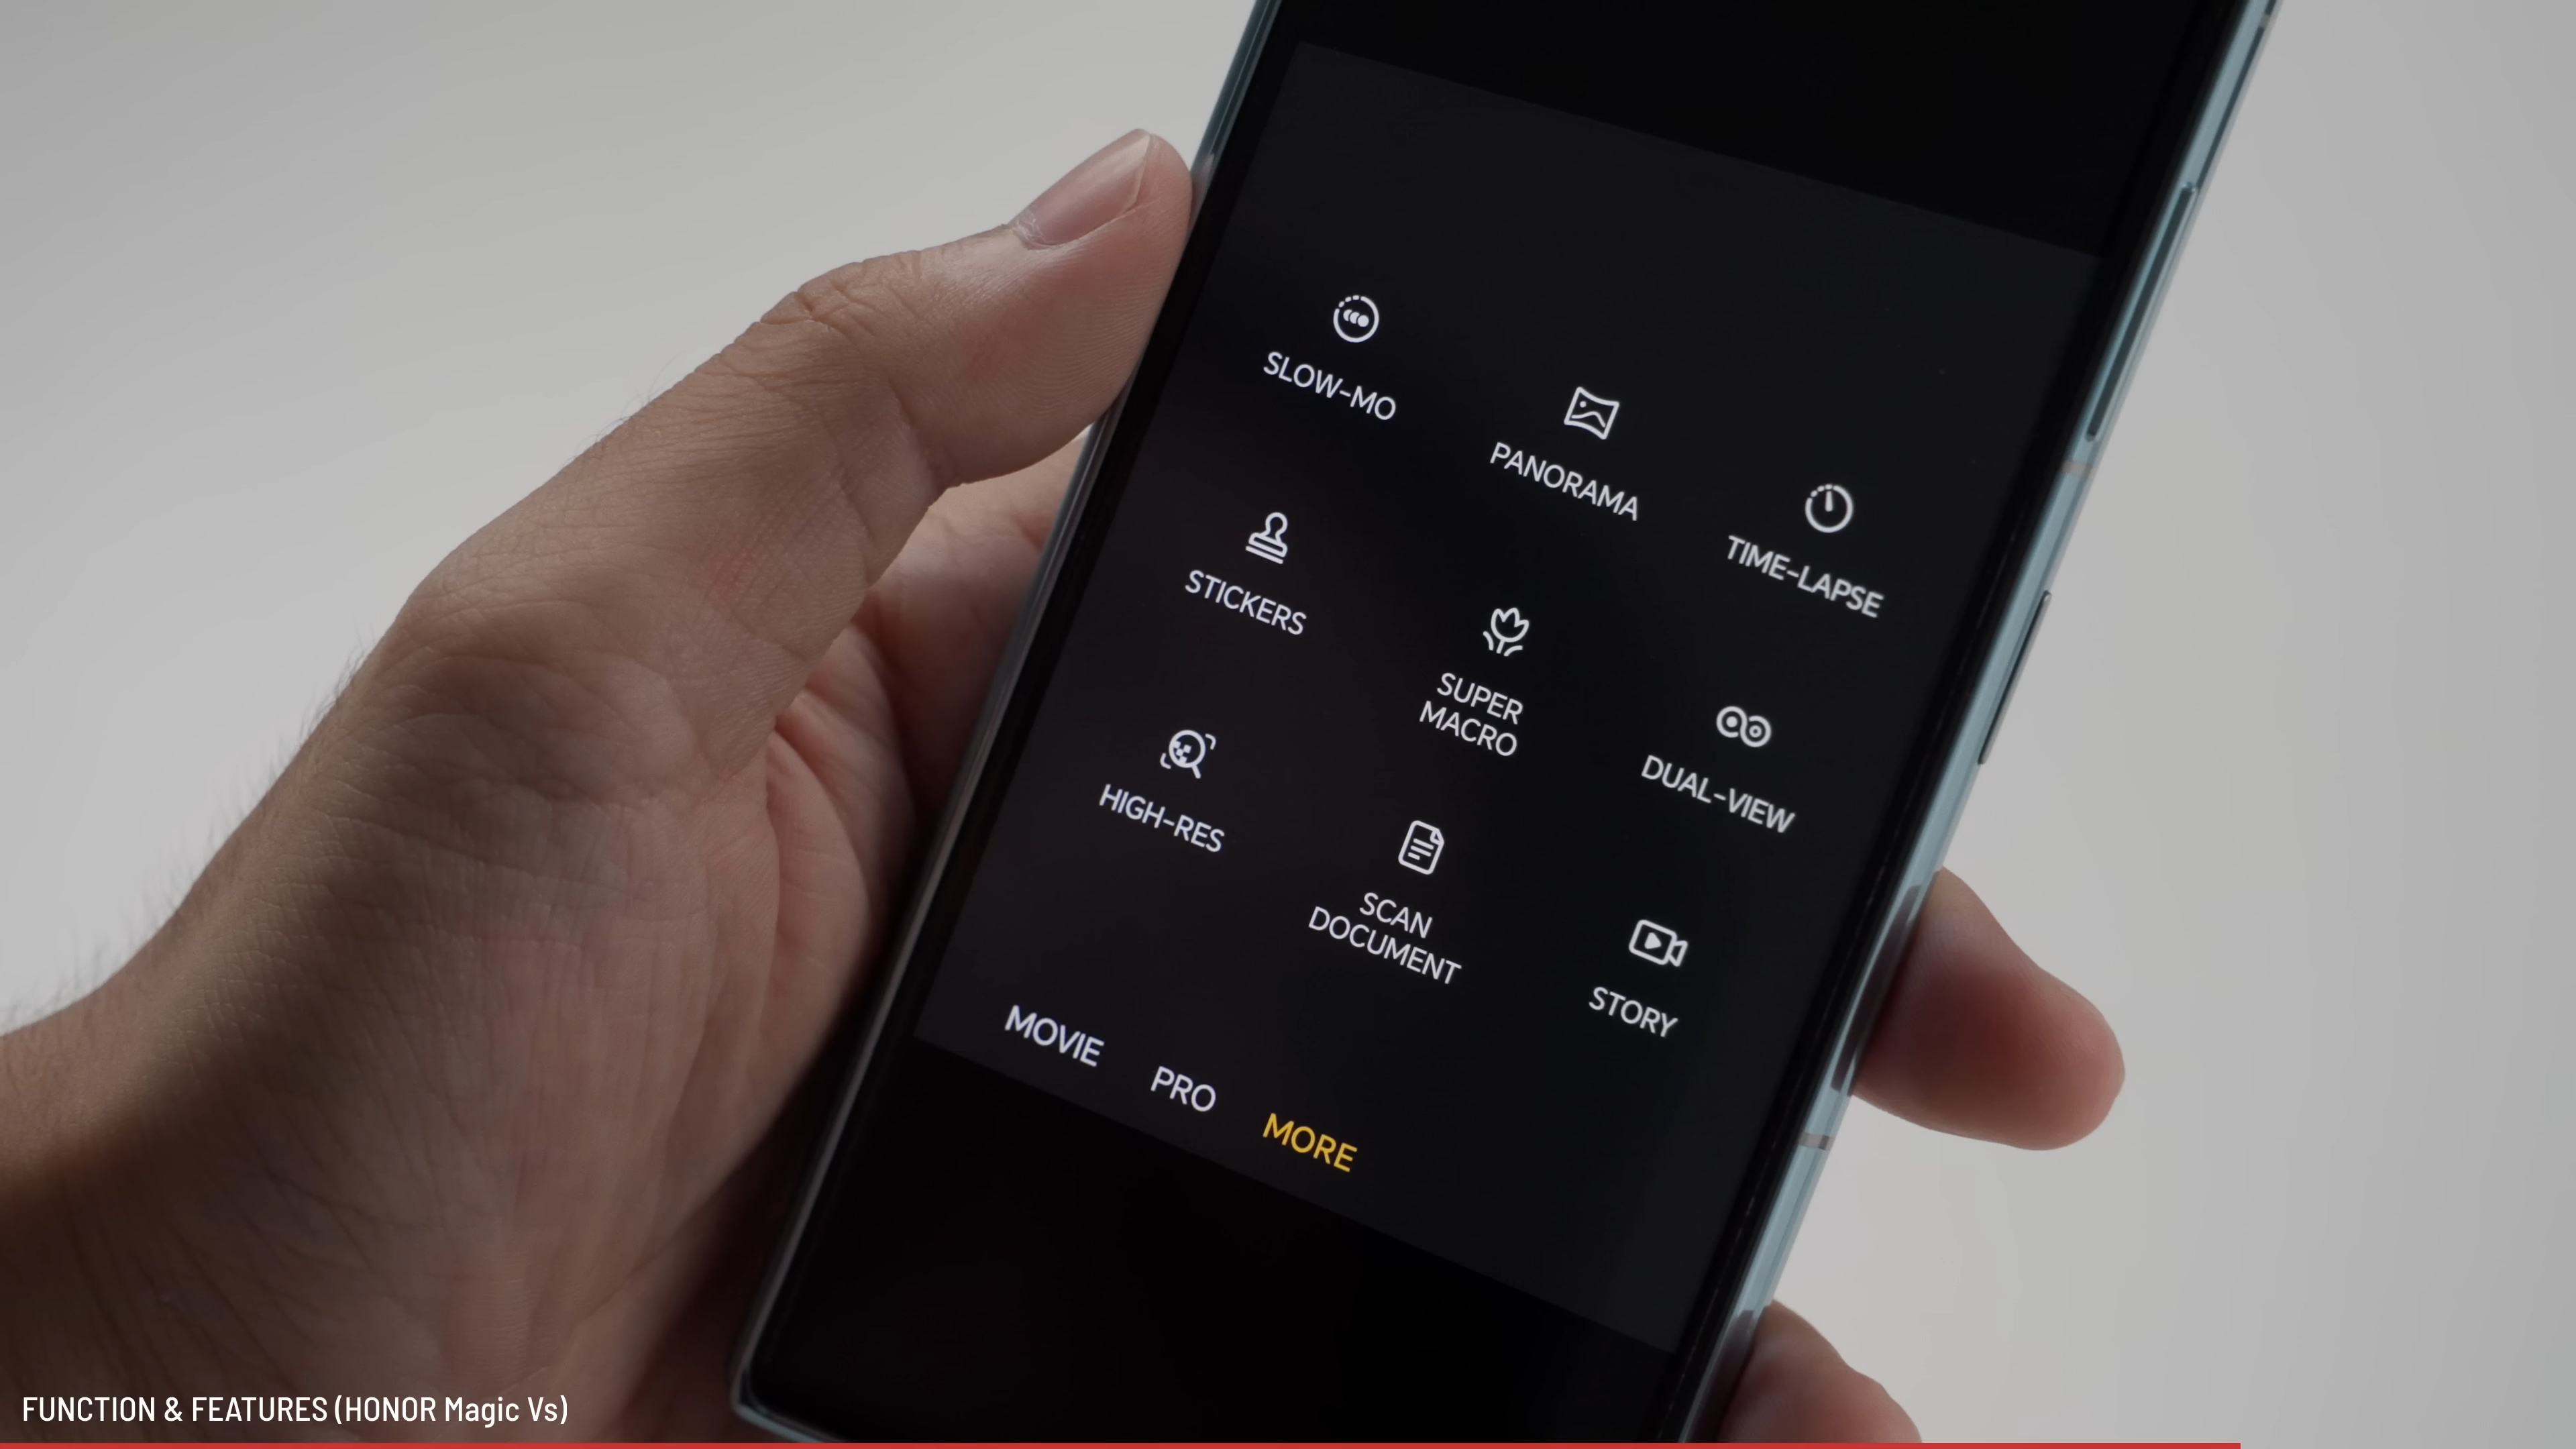 SLOW-MO
PANORAMA
TIME-LAPSE
STICKERS
SUPER
MACRO
DUAL-VIEW
HIGH-RES
SCAN
DOCUMENT
STORY
MOVIE
PRO
MORE
FUNCTION & FEATURES (HONOR Magic Vs)